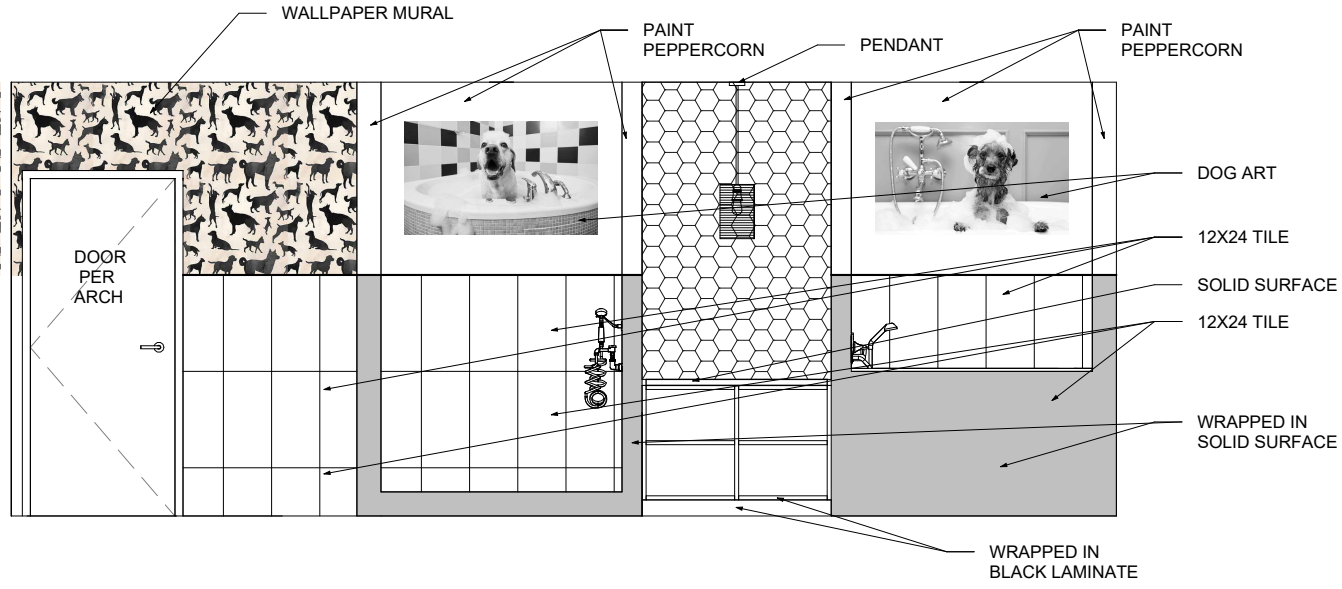 WALLPAPER MURAL
PAINT
PEPPERCORN
PENDANT
PAINT
PEPPERCORN
DOG ART
12X24 TILE
DOOR
PER
ARCH
SOLID SURFACE
12X24 TILE
WRAPPED IN
SOLID SURFACE
WRAPPED IN
BLACK LAMINATE